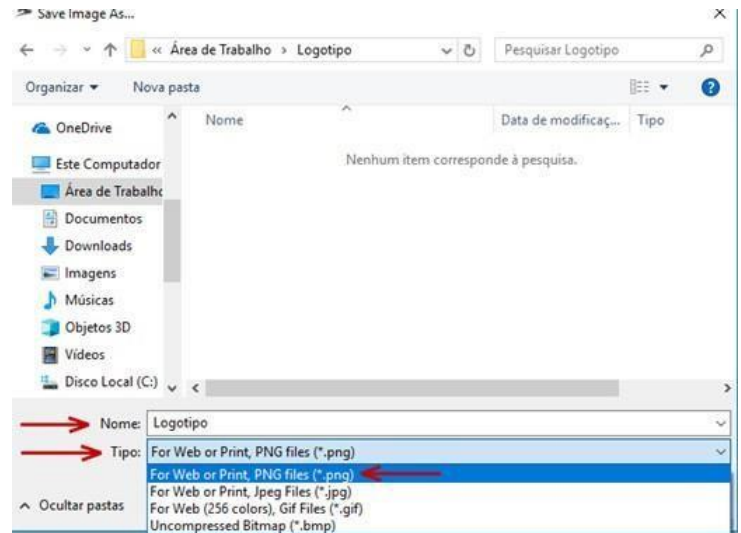 Save Image As...
« Área de Trabalho > Logotipo
Pesquisar Logotipo
Organizar
Nova pasta
Nome
Data de modificaç...
Tipo
OneDrive
Nenhum item corresponde à pesquisa.
Este Computador
Área de Trabalho
Documentos
Downloads
Imagens
Músicas
Objetos 3D
Vídeos
Disco Local (C:)
Nome: Logotipo
Tipo: For Web or Print, PNG files (*.png)
For Web or Print, PNG files (*.png)
For Web or Print, Jpeg Files (*.jpg)
Ocultar pastas
For Web (256 colors), Gif Files (*.gif)
Uncompressed Bitmap (*.bmp)